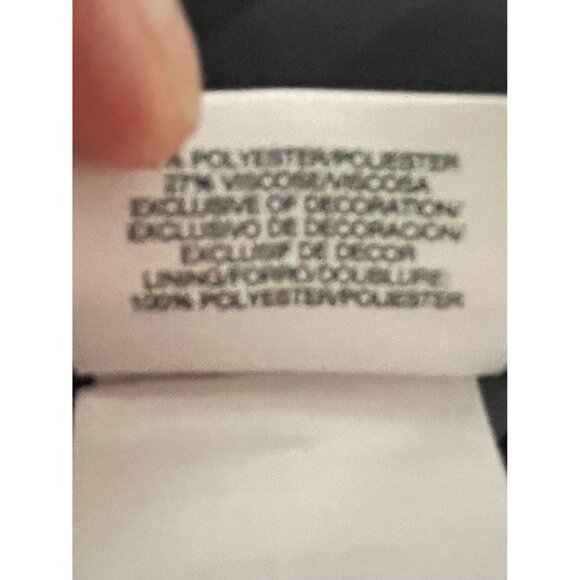 % POLYESTER/POLIESTER
27% VISCOSE/VISCOSA
EXCLUSIVE OF DECORATION/
EXCLUSIVO DE DECORACION/
EXCLUSIF DE DECOR
LINING/FORRO/DOUBLURE:
100% POLYESTER/POLIESTER